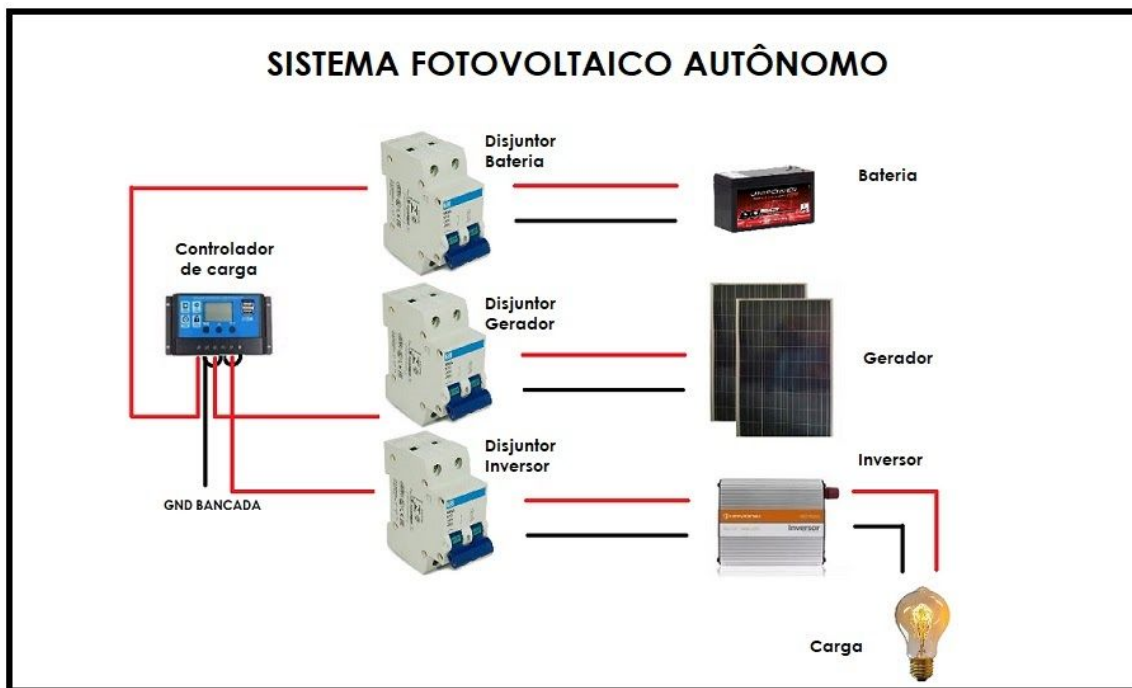 SISTEMA FOTOVOLTAICO AUTÔNOMO
Disjuntor
Bateria
Bateria
Controlador
de carga
Disjuntor
Gerador
Gerador
Disjuntor
Inversor
Inversor
GND BANCADA
Inversor
Carga